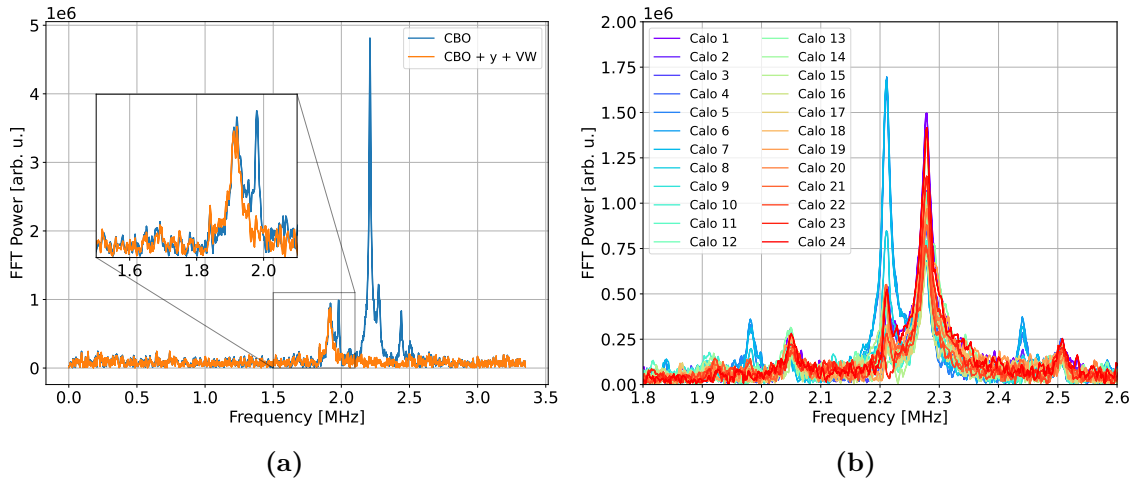 1e6
5
4
3
2
1
0
FFT Power [arb. u.]
CBO
CBO + y + VW
1.6
1.8
2.0
0.0
0.5
1.0
1.5
2.0
2.5
3.0
3.5
Frequency [MHz]
(a)
1e6
2.00
1.75
1.50
1.25
1.00
0.75
0.50
0.25
0.00
FFT Power [arb. u.]
Calo 1
Calo 2
Calo 3
Calo 4
Calo 5
Calo 6
Calo 7
Calo 8
Calo 9
Calo 10
Calo 11
Calo 12
Calo 13
Calo 14
Calo 15
Calo 16
Calo 17
Calo 18
Calo 19
Calo 20
Calo 21
Calo 22
Calo 23
Calo 24
1.8
1.9
2.0
2.1
2.2
2.3
2.4
2.5
2.6
Frequency [MHz]
(b)